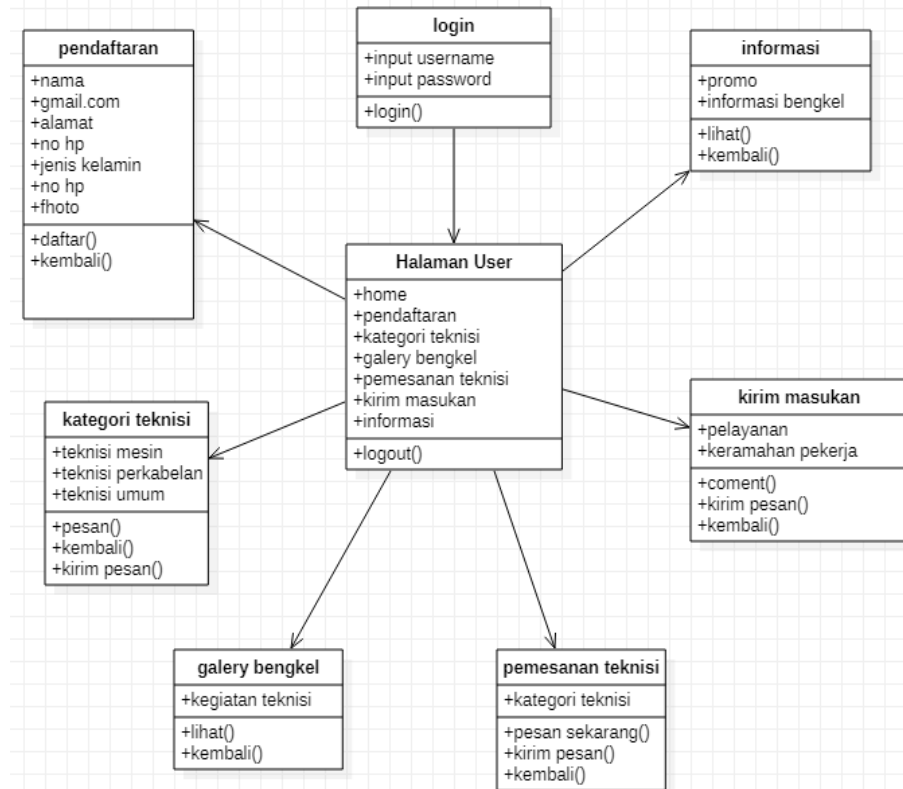 login
+input username
+input password
+login()
pendaftaran
+nama
+gmail.com
+alamat
+no hp
+jenis kelamin
+no hp
+fhoto
+daftar()
+kembali()
informasi
+promo
+informasi bengkel
+lihat()
+kembali()
Halaman User
+home
+pendaftaran
+kategori teknisi
+galery bengkel
+pemesanan teknisi
+kirim masukan
+informasi
+logout()
kategori teknisi
+teknisi mesin
+teknisi perkabelan
+teknisi umum
+pesan()
+kembali()
+kirim pesan()
kirim masukan
+pelayanan
+keramahan pekerja
+coment()
+kirim pesan()
+kembali()
galery bengkel
+kegiatan teknisi
+lihat()
+kembali()
pemesanan teknisi
+kategori teknisi
+pesan sekarang()
+kirim pesan()
+kembali()